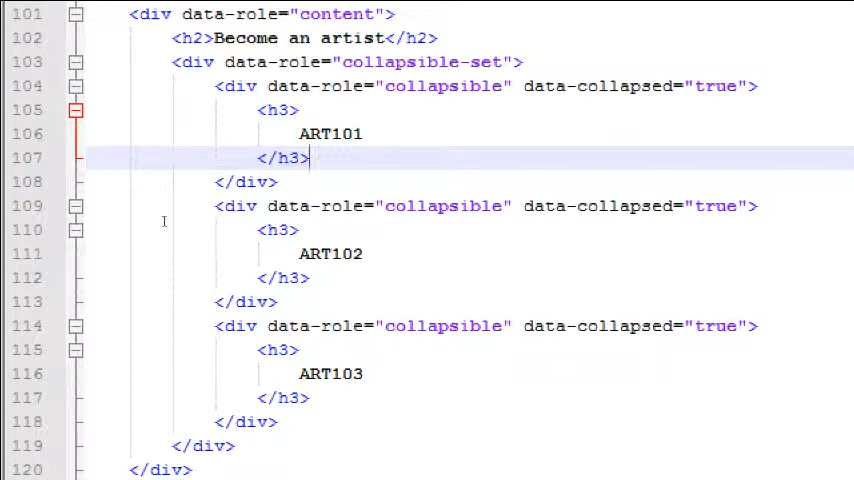 101 <div data-role="content">
102 <h2>Become an artist</h2>
103 <div data-role="collapsible-set">
104 <div data-role="collapsible" data-collapsed="true">
105 <h3>
106 ART101
107 </h3>
108 </div>
109 <div data-role="collapsible" data-collapsed="true">
110 <h3>
111 ART102
112 </h3>
113 </div>
114 <div data-role="collapsible" data-collapsed="true">
115 <h3>
116 ART103
117 </h3>
118 </div>
119 </div>
120 </div>